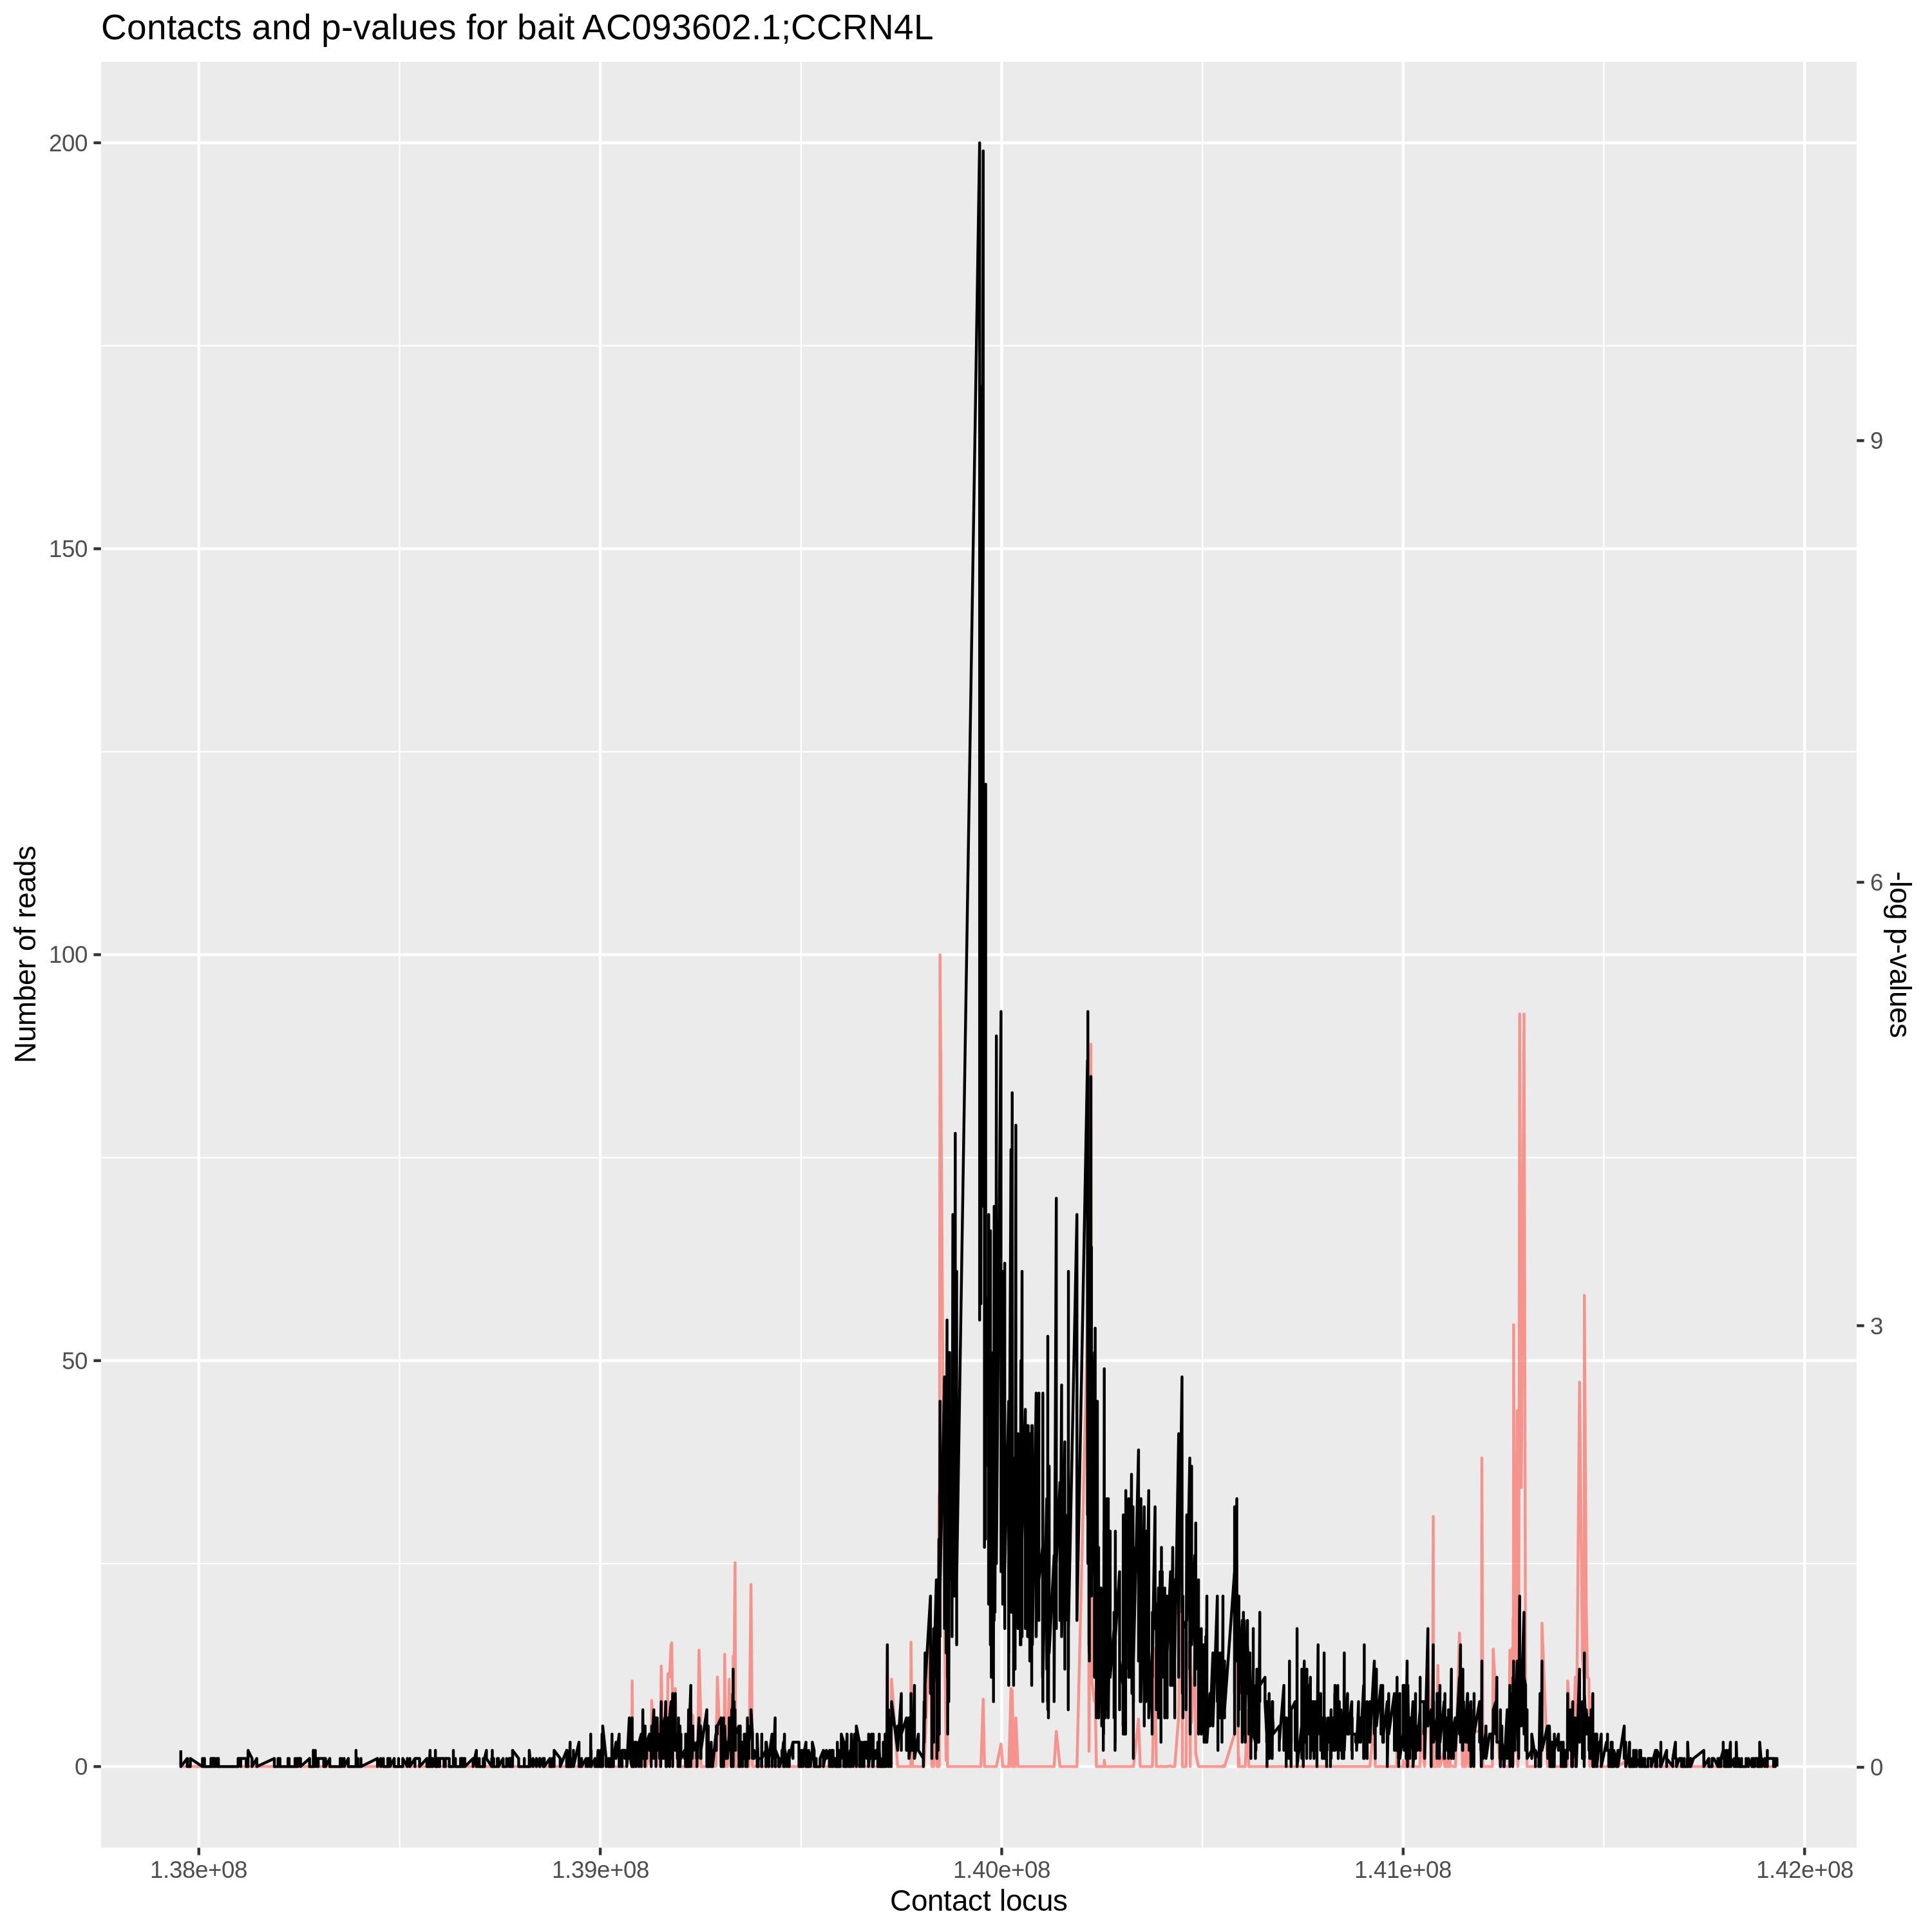 Contacts and p-values for bait AC093602.1;CCRN4L
200
150
100
50
0
Number of reads
9
6
3
0
-log p-values
1.38e+08 1.39e+08 1.40e+08 1.41e+08 1.42e+08
Contact locus